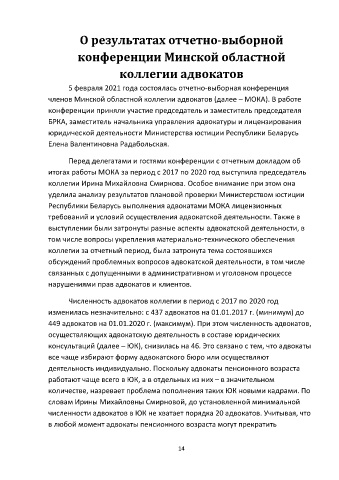 О результатах отчетно-выборной
конференции Минской областной
коллегии адвокатов
5 февраля 2021 года состоялась отчетно-выборная конференция
членов Минской областной коллегии адвокатов (далее – МОКА). В работе
конференции приняли участие председатель и заместитель председателя
БРКА, заместитель начальника управления адвокатуры и лицензирования
юридической деятельности Министерства юстиции Республики Беларусь
Елена Валентиновна Радабольская.
Перед делегатами и гостями конференции с отчетным докладом об
итогах работы МОКА за период с 2017 по 2020 год выступила председатель
коллегии Ирина Михайловна Смирнова. Особое внимание при этом она
уделила анализу результатов плановой проверки Министерством юстиции
Республики Беларусь выполнения адвокатами МОКА лицензионных
требований и условий осуществления адвокатской деятельности. Также в
выступлении были затронуты разные аспекты адвокатской деятельности, в
том числе вопросы укрепления материально-технического обеспечения
коллегии за отчетный период, была затронута тема состоявшихся
обсуждений проблемных вопросов адвокатской деятельности, в том числе
связанных с допущенными в административном и уголовном процессе
нарушениями прав адвокатов и клиентов.
Численность адвокатов коллегии в период с 2017 по 2020 год
изменилась незначительно: с 437 адвокатов на 01.01.2017 г. (минимум) до
449 адвокатов на 01.01.2020 г. (максимум). При этом численность адвокатов,
осуществляющих адвокатскую деятельность в составе юридических
консультаций (далее – ЮК), снизилась на 46. Это связано с тем, что адвокаты
все чаще избирают форму адвокатского бюро или осуществляют
деятельность индивидуально. Поскольку адвокаты пенсионного возраста
работают чаще всего в ЮК, а в отдельных из них – в значительном
количестве, назревает проблема пополнения таких ЮК новыми кадрами. По
словам Ирины Михайловны Смирновой, до установленной минимальной
численности адвокатов в ЮК не хватает порядка 20 адвокатов. Учитывая, что
в любой момент адвокаты пенсионного возраста могут прекратить
14